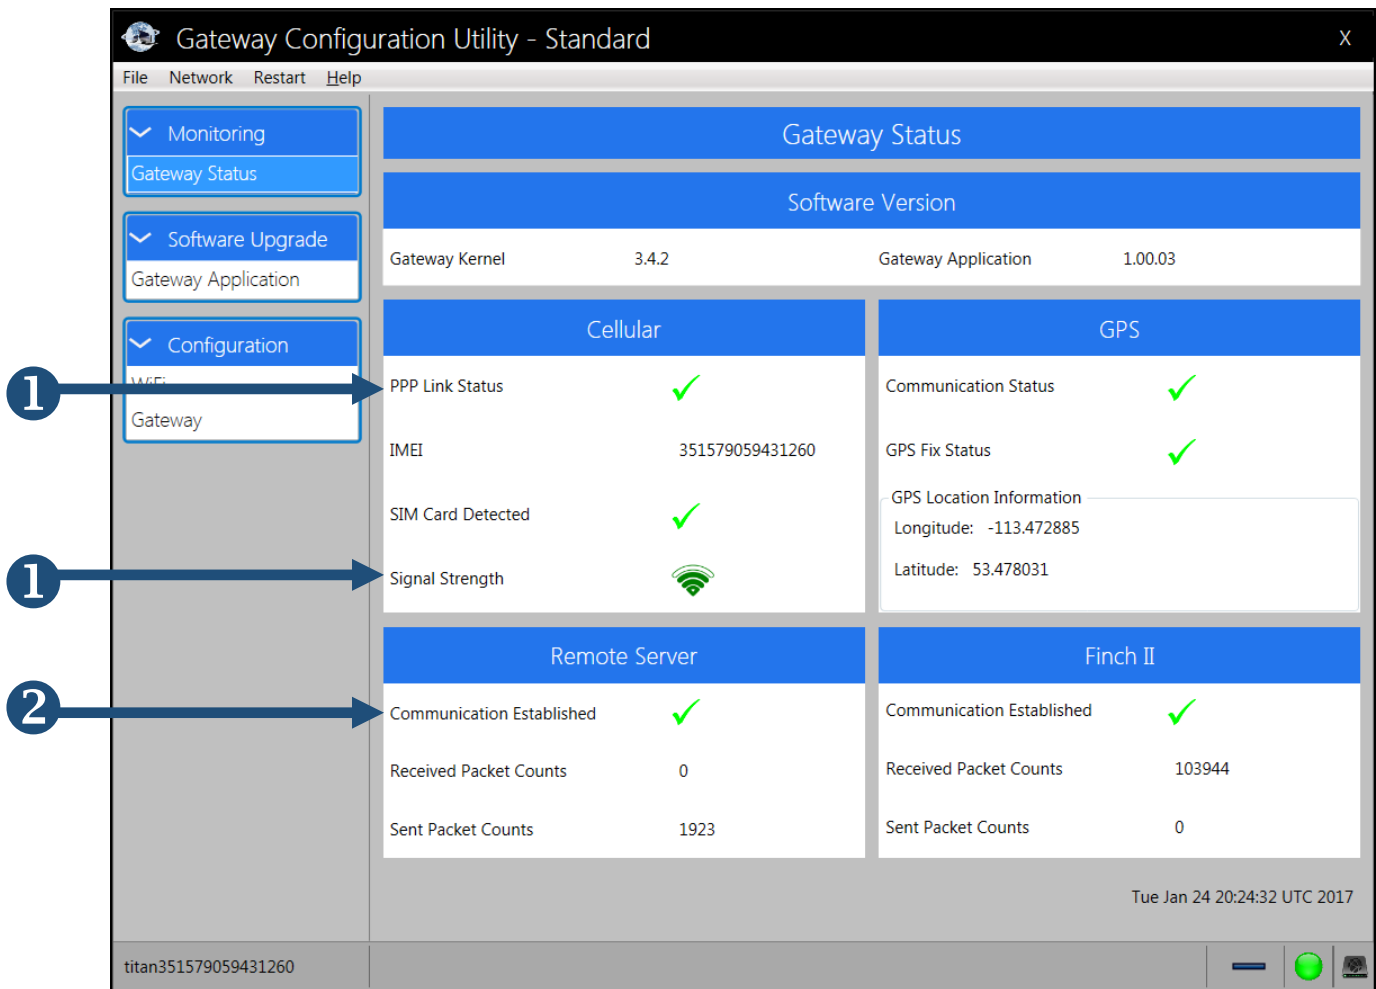 Gateway Configuration Utility - Standard X
File Network Restart Help
Monitoring
Gateway Status
Software Upgrade
Gateway Application
Configuration
WiFi
Gateway
Gateway Status
Software Version
Gateway Kernel 3.4.2 Gateway Application 1.00.03
Cellular
1 PPP Link Status
IMEI 351579059431260
SIM Card Detected
1 Signal Strength
GPS
Communication Status
GPS Fix Status
GPS Location Information
Longitude: -113.472885
Latitude: 53.478031
Remote Server
2 Communication Established
Received Packet Counts 0
Sent Packet Counts 1923
Finch II
Communication Established
Received Packet Counts 103944
Sent Packet Counts 0
Tue Jan 24 20:24:32 UTC 2017
titan351579059431260